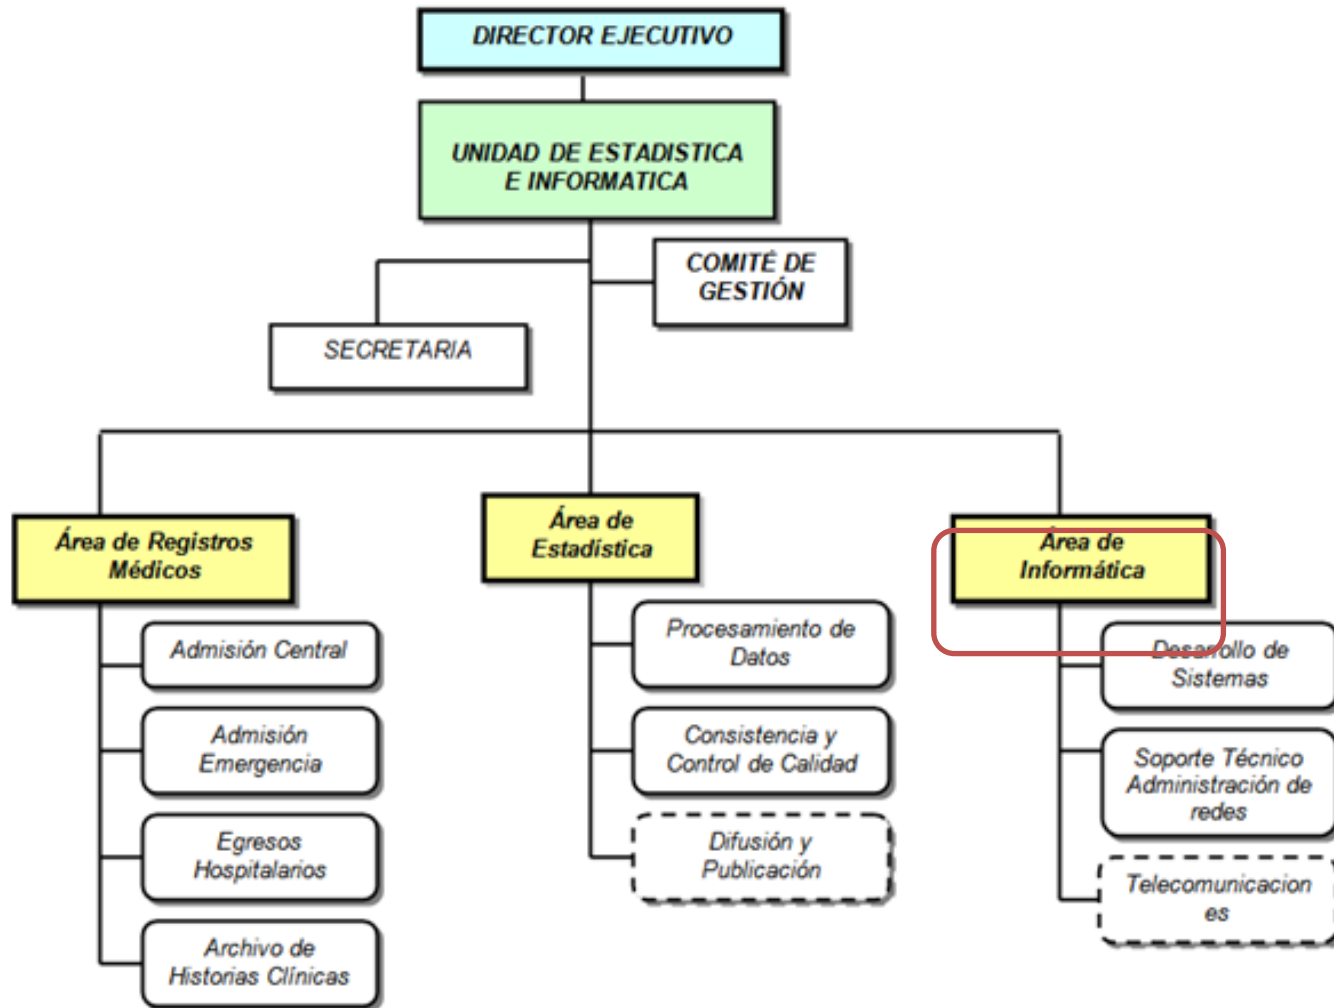 DIRECTOR EJECUTIVO
UNIDAD DE ESTADISTICA
E INFORMATICA
COMITÉ DE
GESTIÓN
SECRETARIA
Área de Registros
Médicos
Admisión Central
Admisión
Emergencia
Egresos
Hospitalarios
Archivo de
Historias Clínicas
Área de
Estadística
Procesamiento de
Datos
Consistencia y
Control de Calidad
Difusión y
Publicación
Área de
Informática
Desarrollo de
Sistemas
Soporte Técnico
Administración de
redes
Telecomunicacion
es